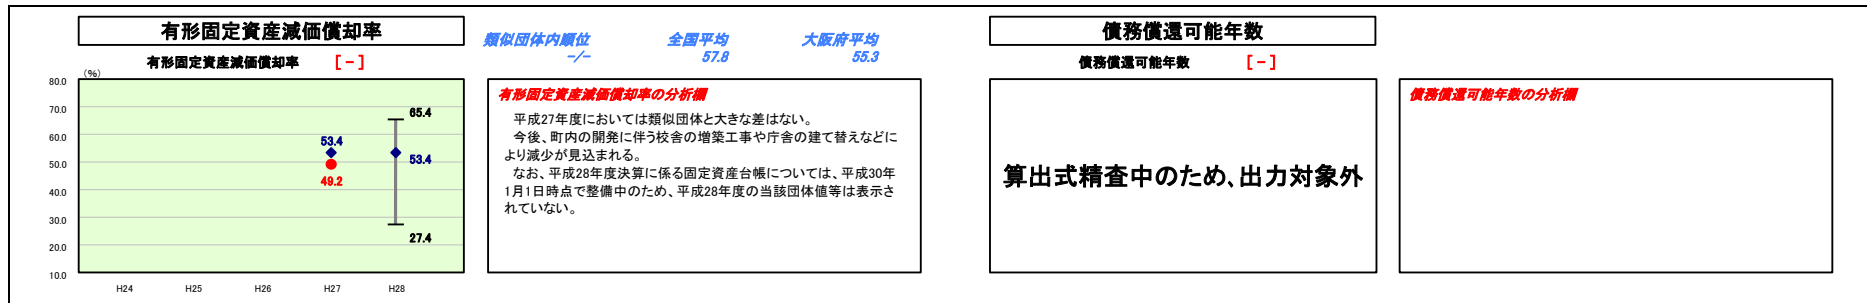 有形固定資産減価償却率
有形固定資産減価償却率 [-]
類似団体内順位 全国平均 大阪府平均
-/- 57.8 55.3
(%)
80.0
70.0
60.0
50.0
40.0
30.0
20.0
10.0
65.4
53.4
53.4
49.2
27.4
H24 H25 H26 H27 H28
有形固定資産減価償却率の分析欄
平成27年度においては類似団体と大きな差はない。
今後、町内の開発に伴う校舎の増築工事や庁舎の建て替えなどに
より減少が見込まれる。
なお、平成28年度決算に係る固定資産台帳については、平成30年
1月1日時点で整備中のため、平成28年度の当該団体値等は表示さ
れていない。
債務償還可能年数
債務償還可能年数 [-]
算出式精査中のため、出力対象外
債務償還可能年数の分析欄